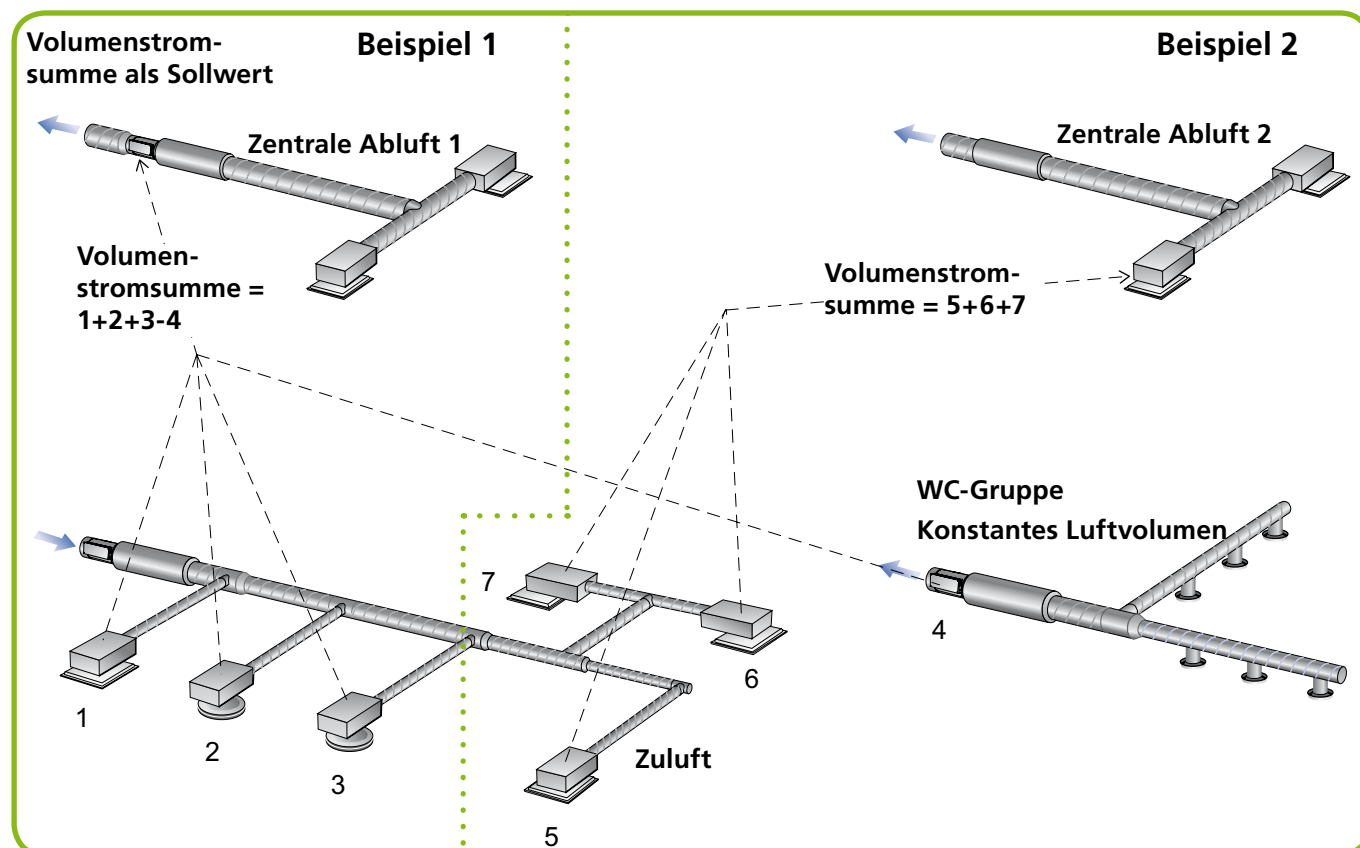 Volumenstrom-
summe als Sollwert
Beispiel 1
Beispiel 2
Zentrale Abluft 1
Zentrale Abluft 2
Volumen-
stromsumme =
1+2+3-4
Volumenstrom-
summe = 5+6+7
WC-Gruppe
Konstantes Luftvolumen
7
4
6
1
2
3
Zuluft
5